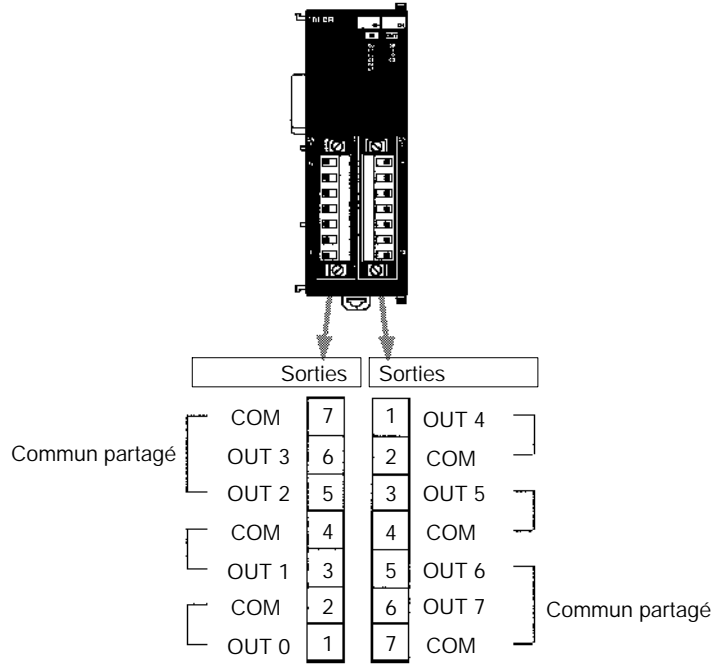 Sorties Sorties
COM 7 1 OUT 4
Commun partagé OUT 3 6 2 COM
OUT 2 5 3 OUT 5
COM 4 4 COM
OUT 1 3 5 OUT 6
COM 2 6 OUT 7 Commun partagé
OUT 0 1 7 COM